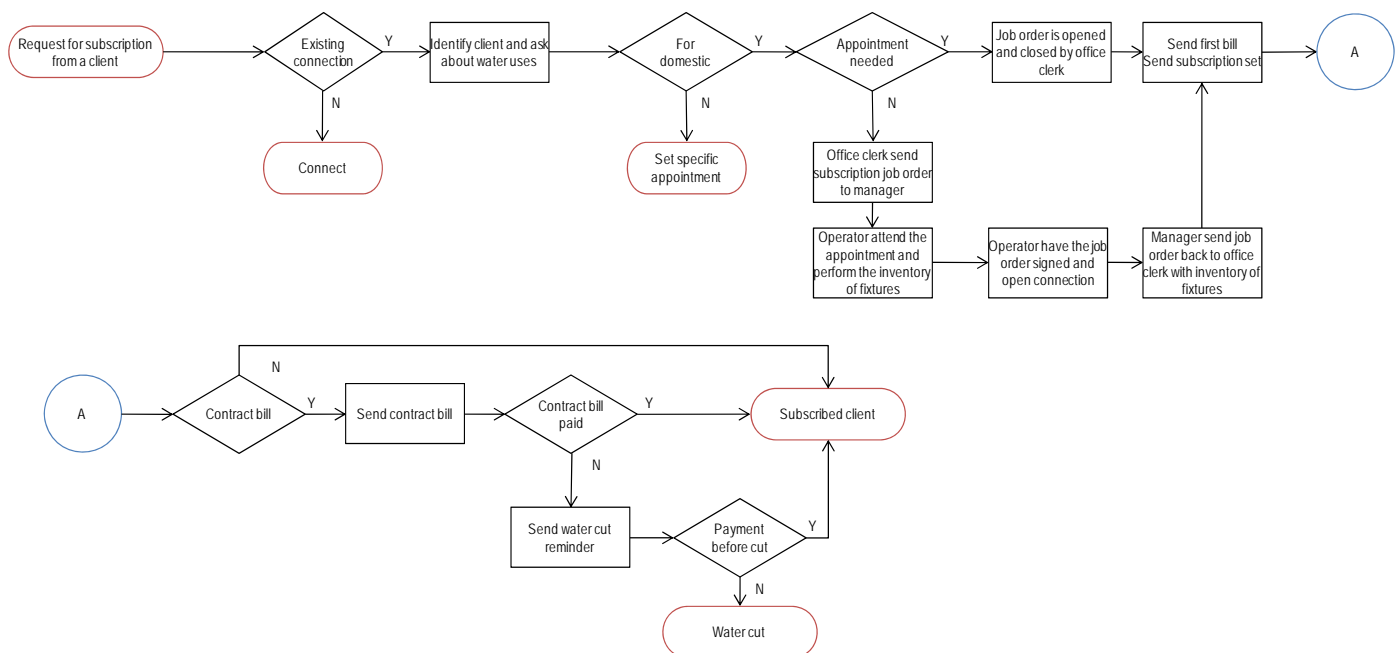 Request for subscription
from a client
Existing
connection
Y
N
Connect
Identify client and ask
about water uses
For
domestic
Y
N
Set specific
appointment
Appointment
needed
Y
N
Job order is opened
and closed by office
clerk
Send first bill
Send subscription set
A
Office clerk send
subscription job order
to manager
Operator attend the
appointment and
perform the inventory
of fixtures
Operator have the job
order signed and
open connection
Manager send job
order back to office
clerk with inventory of
fixtures
A
Contract bill
N
Y
Send contract bill
Contract bill
paid
Y
N
Subscribed client
Send water cut
reminder
Payment
before cut
Y
N
Water cut